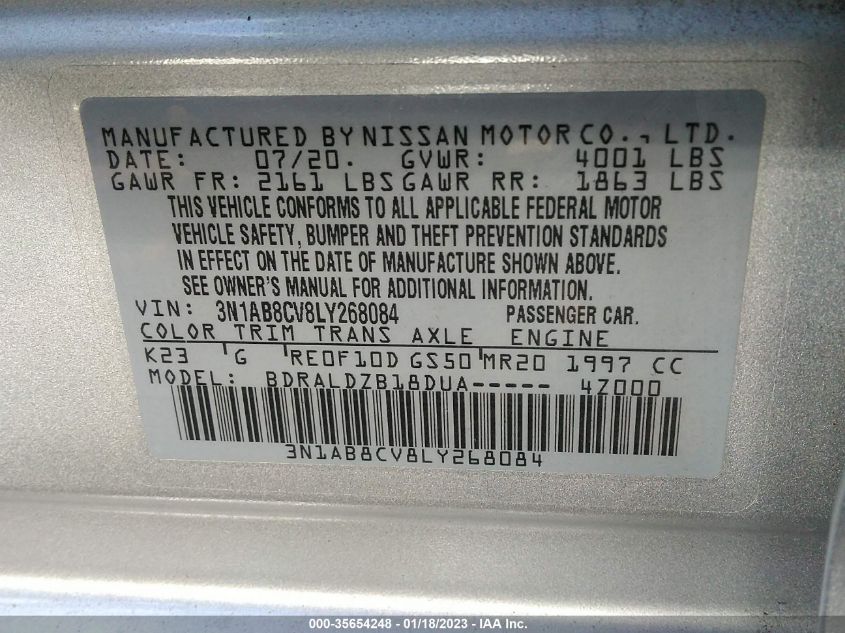 MANUFACTURED BY NISSAN MOTOR CO., LTD.
DATE: 07/20. GVWR: 4001 LBS
GAWR FR: 2161 LBS GAWR RR: 1863 LBS
THIS VEHICLE CONFORMS TO ALL APPLICABLE FEDERAL MOTOR
VEHICLE SAFETY, BUMPER AND THEFT PREVENTION STANDARDS
IN EFFECT ON THE DATE OF MANUFACTURE SHOWN ABOVE.
SEE OWNER'S MANUAL FOR ADDITIONAL INFORMATION.
VIN: 3N1AB8CV8LY268084 PASSENGER CAR.
COLOR TRIM TRANS AXLE ENGINE
K23 G RE0F10D GS50 MR20 1997 CC
MODEL: BDRALDZB18DUA----- 4Z000
3N1AB8CV8LY268084
000-35654248 - 01/18/2023 - IAA Inc.